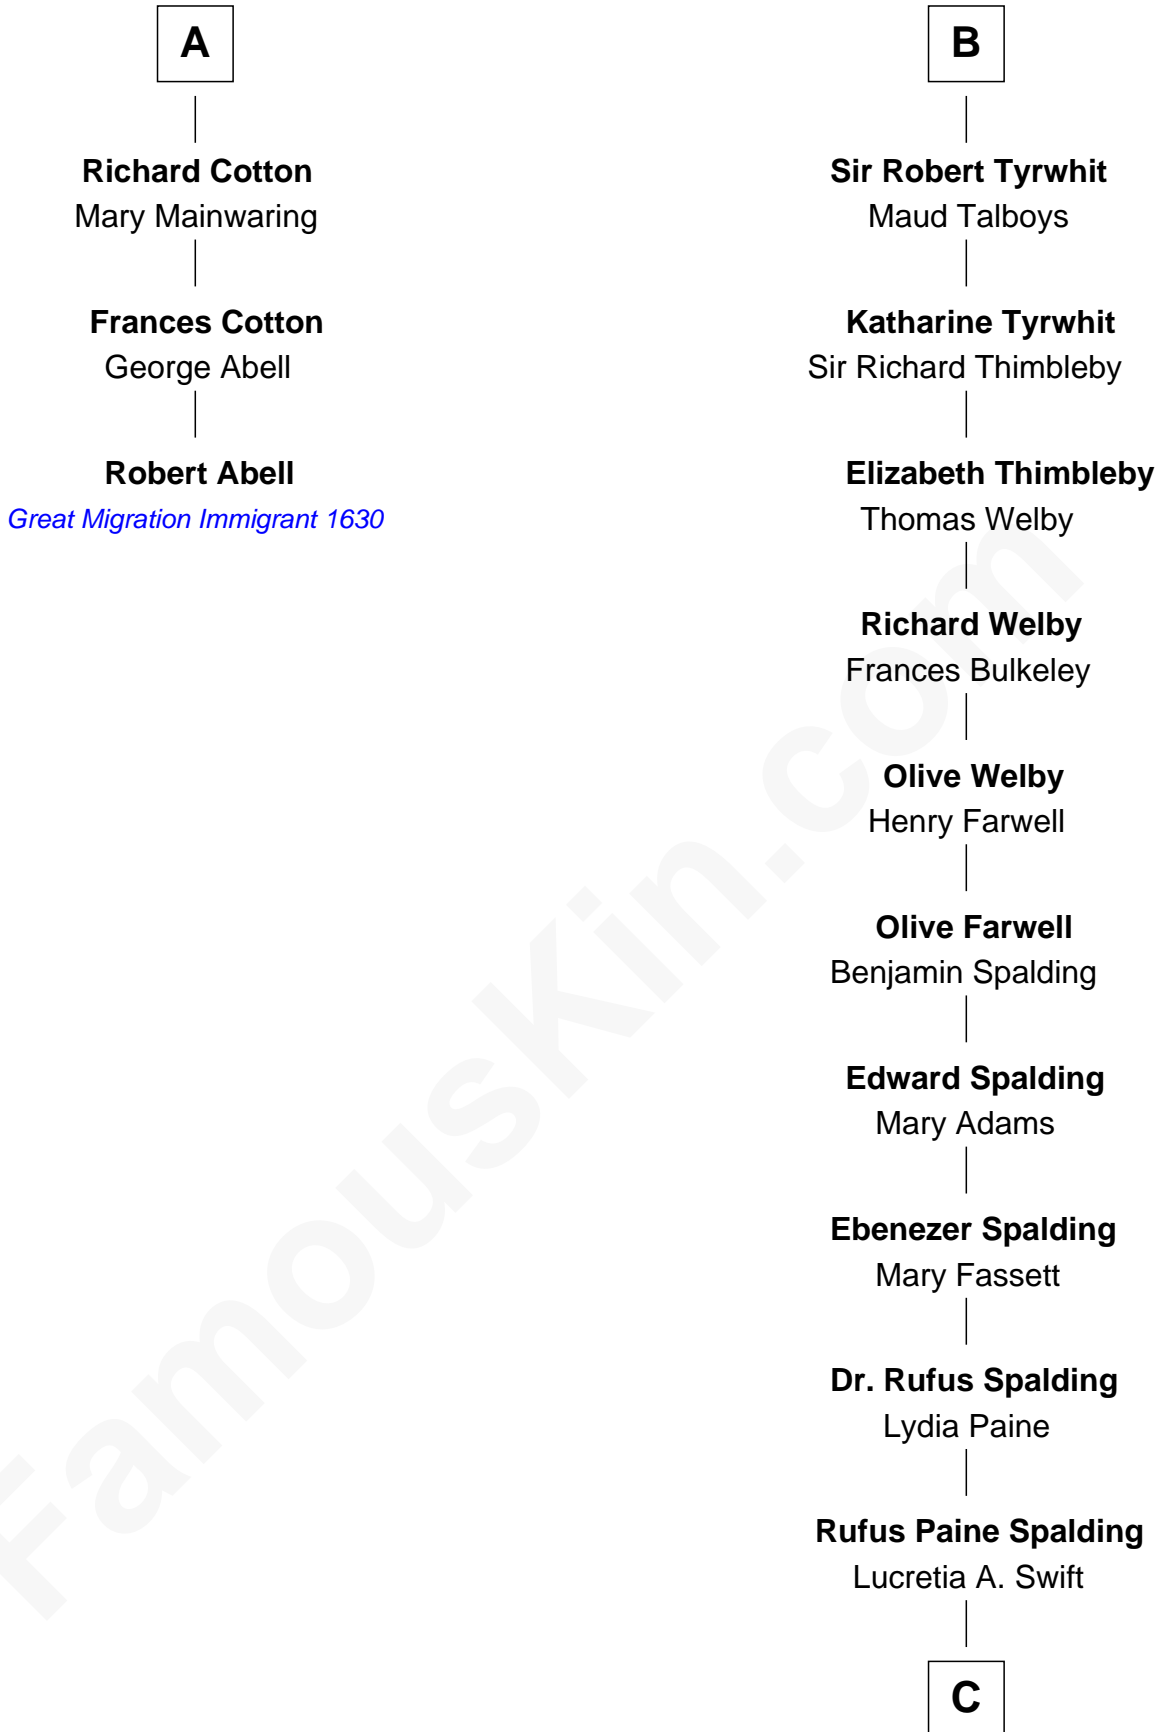 A
Richard Cotton
Mary Mainwaring
Frances Cotton
George Abell
Robert Abell
Great Migration Immigrant 1630
B
Sir Robert Tyrwhit
Maud Talboys
Katharine Tyrwhit
Sir Richard Thimbleby
Elizabeth Thimbleby
Thomas Welby
Richard Welby
Frances Bulkeley
Olive Welby
Henry Farwell
Olive Farwell
Benjamin Spalding
Edward Spalding
Mary Adams
Ebenezer Spalding
Mary Fassett
Dr. Rufus Spalding
Lydia Paine
Rufus Paine Spalding
Lucretia A. Swift
C
FamousKin.com